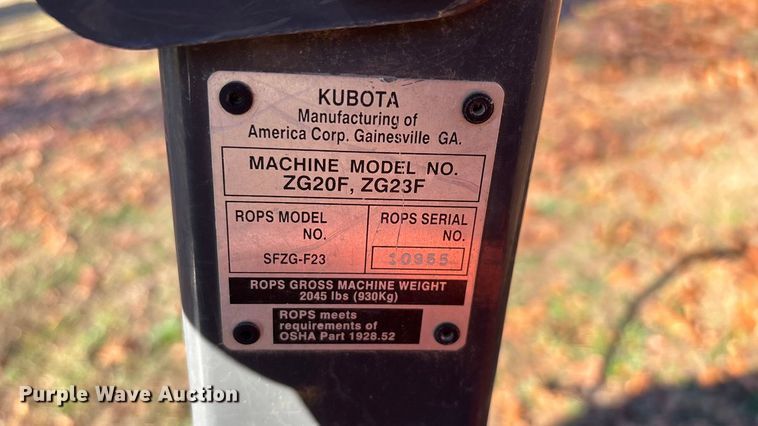 KUBOTA
Manufacturing of
America Corp. Gainesville GA.
MACHINE MODEL NO.
ZG20F, ZG23F
ROPS MODEL
NO.
SFZG-F23
ROPS SERIAL
NO.
10955
ROPS GROSS MACHINE WEIGHT
2045 lbs (930Kg)
ROPS meets
requirements of
OSHA Part 1928.52
Purple Wave Auction